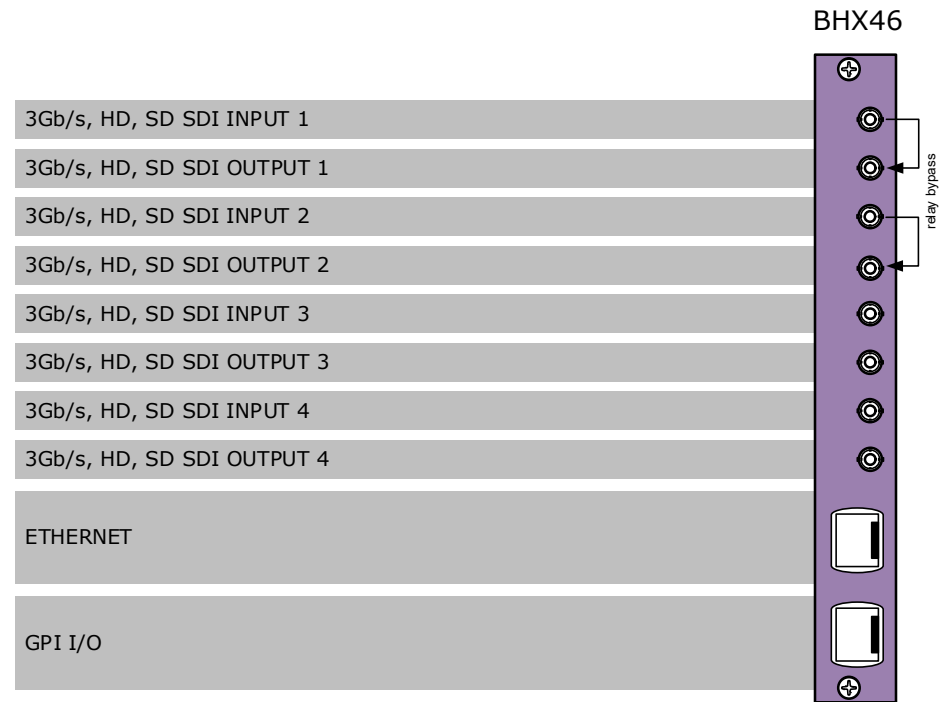 BHX46
3Gb/s, HD, SD SDI INPUT 1
3Gb/s, HD, SD SDI OUTPUT 1
relay bypass
3Gb/s, HD, SD SDI INPUT 2
3Gb/s, HD, SD SDI OUTPUT 2
3Gb/s, HD, SD SDI INPUT 3
3Gb/s, HD, SD SDI OUTPUT 3
3Gb/s, HD, SD SDI INPUT 4
3Gb/s, HD, SD SDI OUTPUT 4
ETHERNET
GPI I/O